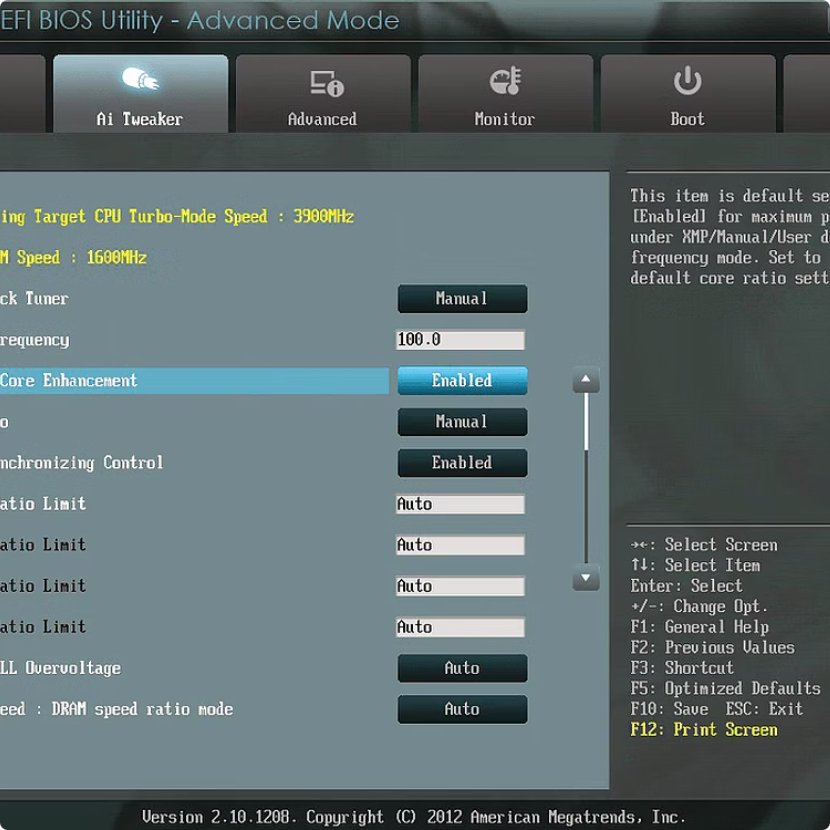 EFI BIOS Utility - Advanced Mode
Ai Tweaker
Advanced
Monitor
Boot
ing Target CPU Turbo-Mode Speed : 3900MHz
M Speed : 1600MHz
ck Tuner Manual
requency 100.0
Core Enhancement Enabled
o Manual
nchronizing Control Enabled
atio Limit Auto
atio Limit Auto
atio Limit Auto
atio Limit Auto
LL Overvoltage Auto
eed : DRAM speed ratio mode Auto
This item is default se
[Enabled] for maximum p
under XMP/Manual/User d
frequency mode. Set to
default core ratio sett
→←: Select Screen
↑↓: Select Item
Enter: Select
+/-: Change Opt.
F1: General Help
F2: Previous Values
F3: Shortcut
F5: Optimized Defaults
F10: Save ESC: Exit
F12: Print Screen
Version 2.10.1208. Copyright (C) 2012 American Megatrends, Inc.